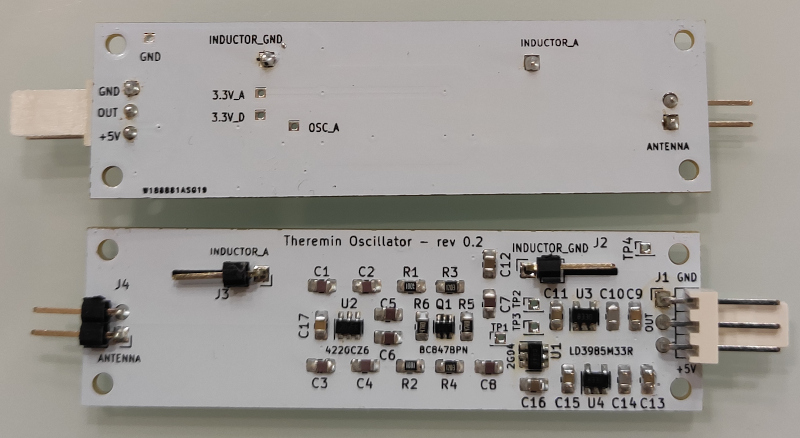 INDUCTOR_GND
INDUCTOR_A
GND
GND
3.3V_A
OUT
3.3V_D
OSC_A
+5V
ANTENNA
W188881ASG19
Theremin Oscillator - rev 0.2
INDUCTOR_A
INDUCTOR_GND
J2
TP4
C12
J4
J3
C1
C2
R1
R3
J1
GND
U2
C5
R6
Q1
R5
C7
TP2
C11
U3
C10
C9
C17
TP1
TP3
OUT
4220CZ6
C6
BC847BPN
2G04
U1
LD3985M33R
ANTENNA
+5V
C3
C4
R2
R4
C8
C16
C15
U4
C14
C13